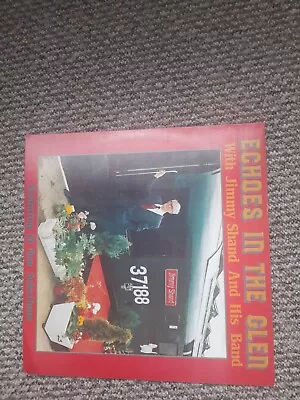 ECHOES IN THE GLEN
With Jimmy Shand And His Band
Jimmy Shand
37188